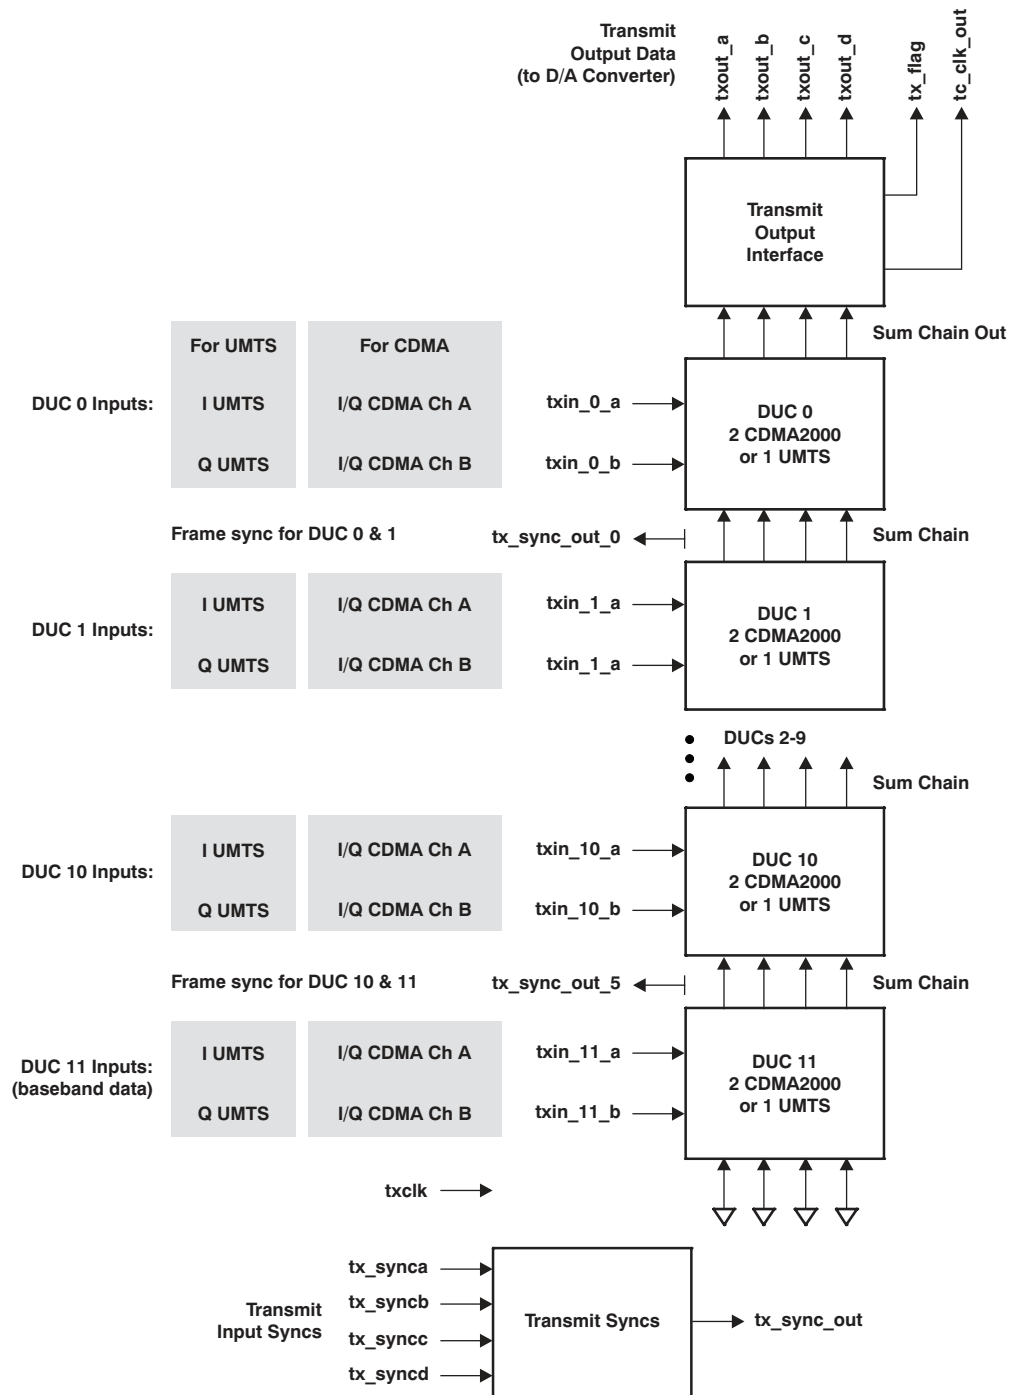 Transmit
Output Data
(to D/A Converter)
txout_a
txout_b
txout_c
txout_d
tx_flag
tc_clk_out
Transmit
Output
Interface
Sum Chain Out
For UMTS
For CDMA
DUC 0 Inputs:
I UMTS
I/Q CDMA Ch A
txin_0_a
Q UMTS
I/Q CDMA Ch B
txin_0_b
DUC 0
2 CDMA2000
or 1 UMTS
Frame sync for DUC 0 & 1
tx_sync_out_0
Sum Chain
DUC 1 Inputs:
I UMTS
I/Q CDMA Ch A
txin_1_a
Q UMTS
I/Q CDMA Ch B
txin_1_a
DUC 1
2 CDMA2000
or 1 UMTS
DUCs 2-9
Sum Chain
DUC 10 Inputs:
I UMTS
I/Q CDMA Ch A
txin_10_a
Q UMTS
I/Q CDMA Ch B
txin_10_b
DUC 10
2 CDMA2000
or 1 UMTS
Frame sync for DUC 10 & 11
tx_sync_out_5
Sum Chain
DUC 11 Inputs:
(baseband data)
I UMTS
I/Q CDMA Ch A
txin_11_a
Q UMTS
I/Q CDMA Ch B
txin_11_b
DUC 11
2 CDMA2000
or 1 UMTS
txclk
Transmit
Input Syncs
tx_synca
tx_syncb
tx_syncc
tx_syncd
Transmit Syncs
tx_sync_out